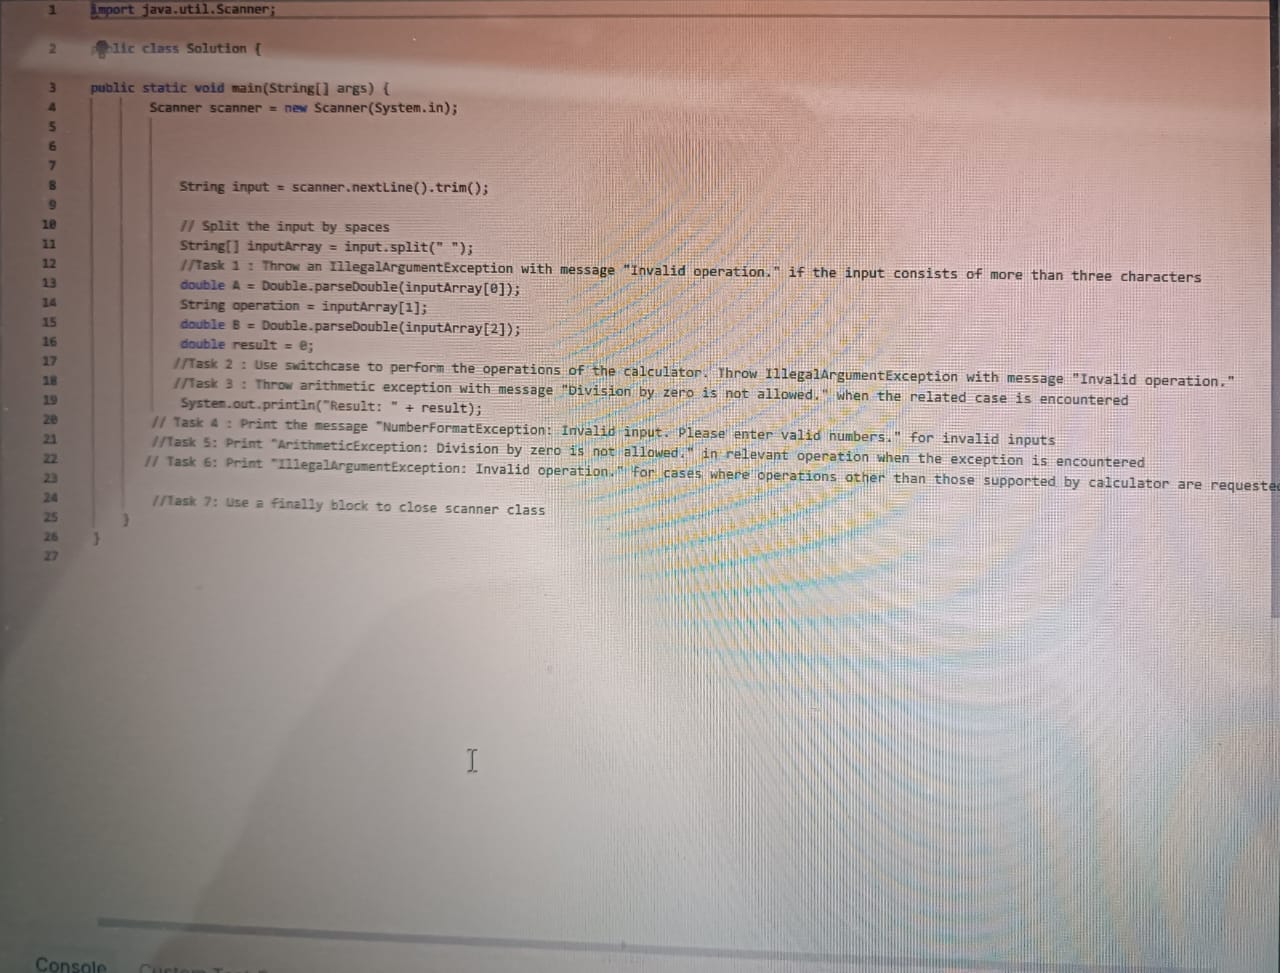 1 import java.util.Scanner;
2 public class Solution {
3 public static void main(String[] args) {
4 Scanner scanner = new Scanner(System.in);
5
6
7
8 String input = scanner.nextLine().trim();
9
10 // Split the input by spaces
11 String[] inputArray = input.split(" ");
12 //Task 1 : Throw an IllegalArgumentException with message "Invalid operation." if the input consists of more than three characters
13 double A = Double.parseDouble(inputArray[0]);
14 String operation = inputArray[1];
15 double B = Double.parseDouble(inputArray[2]);
16 double result = 0;
17 //Task 2 : Use switchcase to perform the operations of the calculator. Throw IllegalArgumentException with message "Invalid operation."
18 //Task 3 : Throw arithmetic exception with message "Division by zero is not allowed." when the related case is encountered
19 System.out.println("Result: " + result);
20 // Task 4 : Print the message "NumberFormatException: Invalid input. Please enter valid numbers." for invalid inputs
21 //Task 5: Print "ArithmeticException: Division by zero is not allowed." in relevant operation when the exception is encountered
22 // Task 6: Print "IllegalArgumentException: Invalid operation." for cases where operations other than those supported by calculator are requested
23
24 //Task 7: Use a finally block to close scanner class
25 }
26 }
27
Console